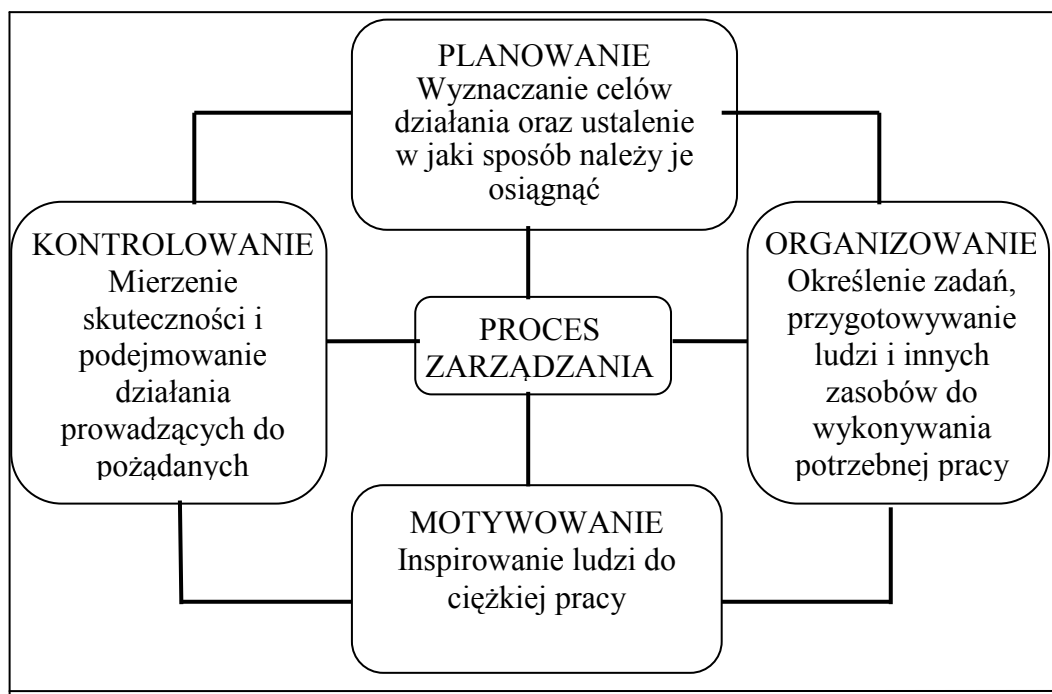 PLANOWANIE
Wyznaczanie celów
działania oraz ustalenie
w jaki sposób należy je
osiągnąć
KONTROLOWANIE
Mierzenie
skuteczności i
podejmowanie
działania
prowadzących do
pożądanych
PROCES
ZARZĄDZANIA
ORGANIZOWANIE
Określenie zadań,
przygotowywanie
ludzi i innych
zasobów do
wykonywania
potrzebnej pracy
MOTYWOWANIE
Inspirowanie ludzi do
ciężkiej pracy